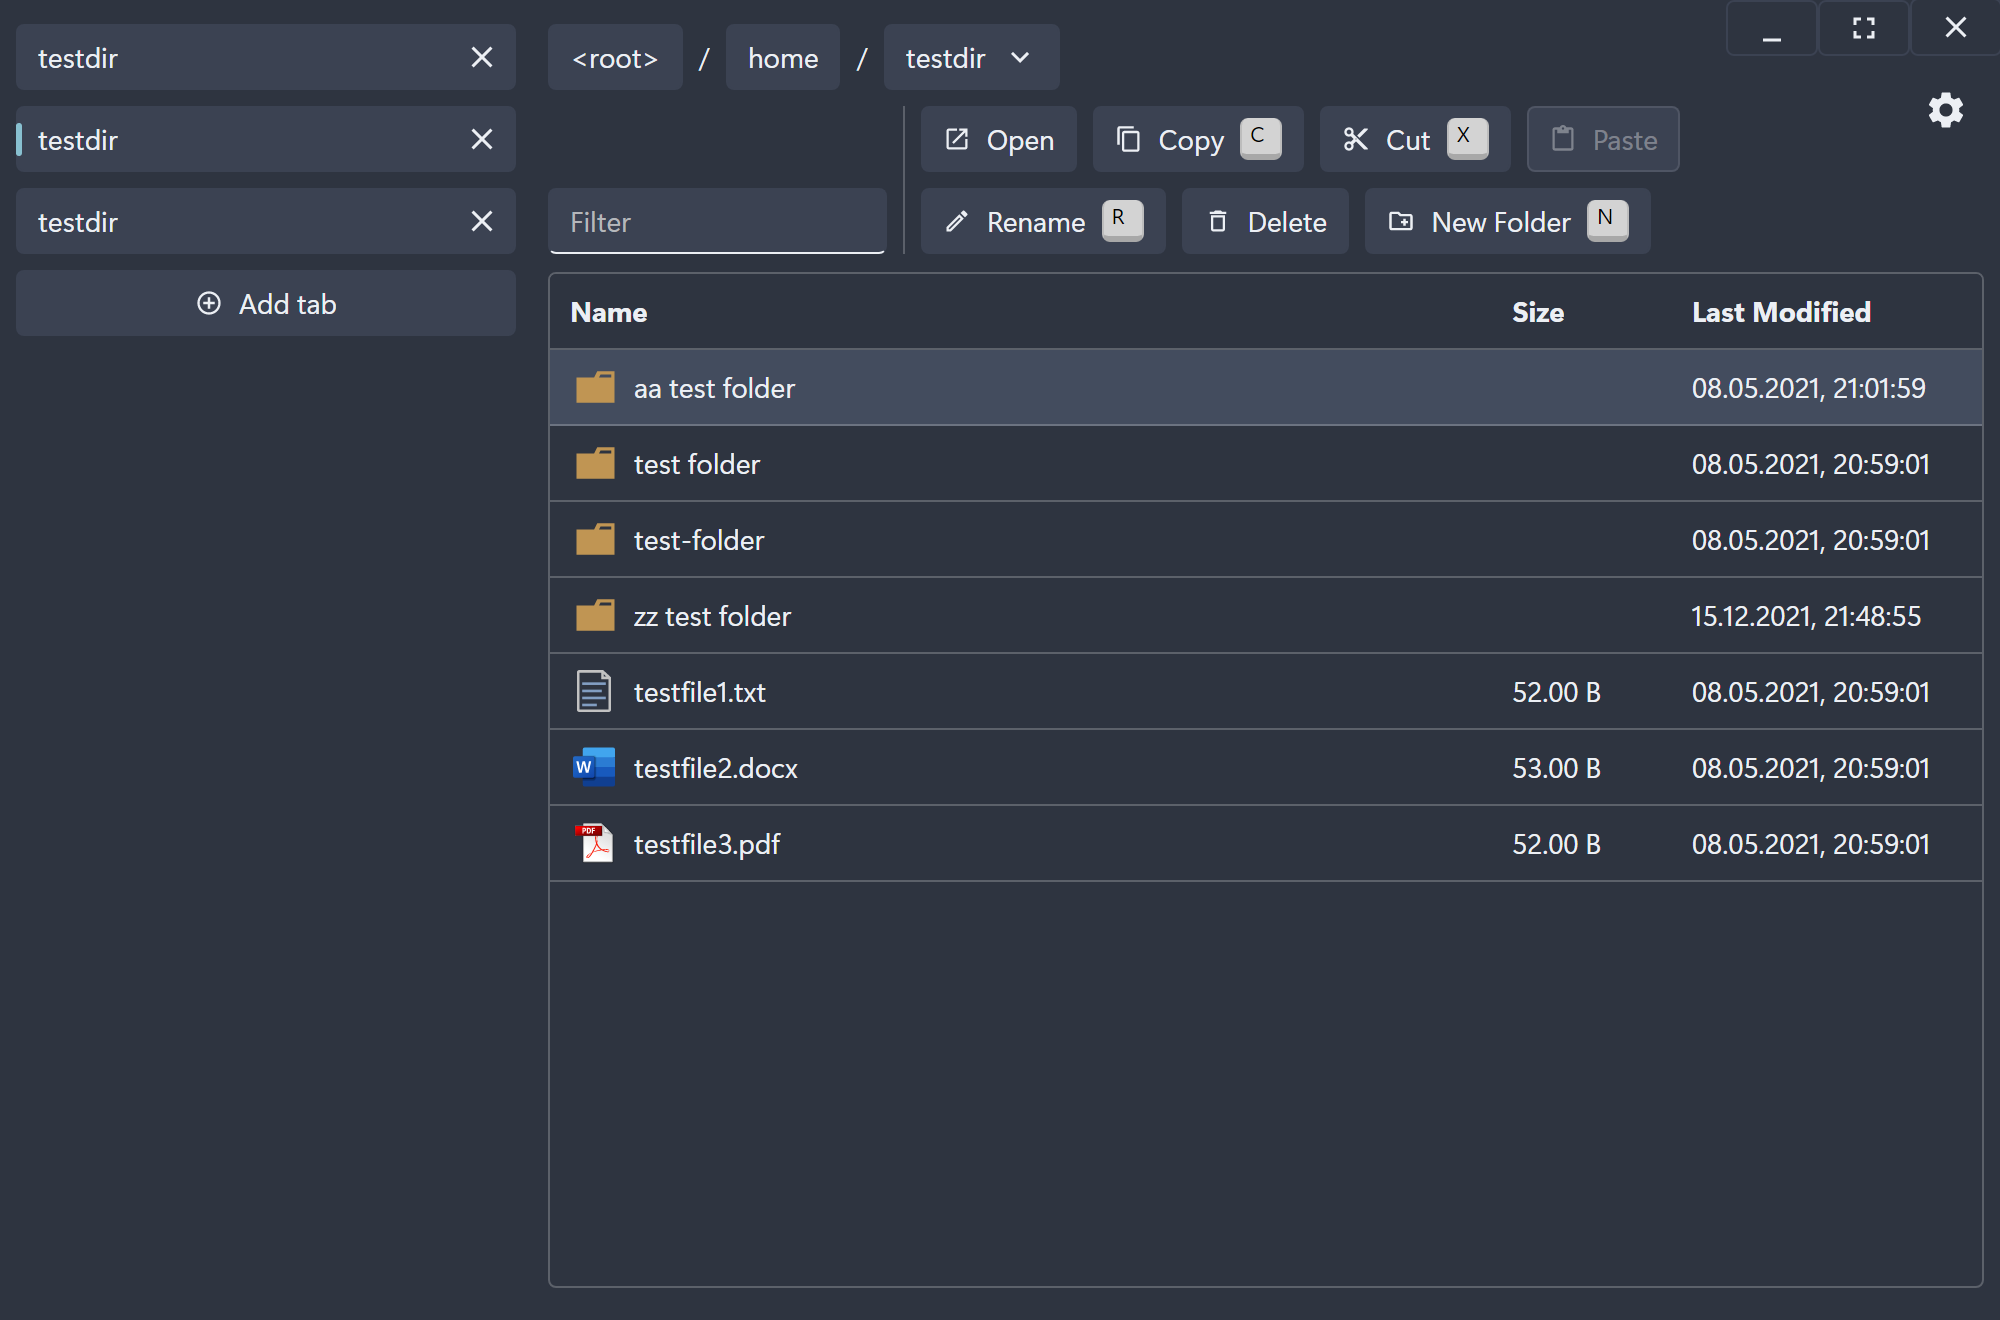 testdir
testdir
testdir
Add tab
<root> / home / testdir
Open Copy C Cut X Paste
Filter Rename R Delete New Folder N
Name Size Last Modified
aa test folder 08.05.2021, 21:01:59
test folder 08.05.2021, 20:59:01
test-folder 08.05.2021, 20:59:01
zz test folder 15.12.2021, 21:48:55
testfile1.txt 52.00 B 08.05.2021, 20:59:01
W testfile2.docx 53.00 B 08.05.2021, 20:59:01
PDF testfile3.pdf 52.00 B 08.05.2021, 20:59:01